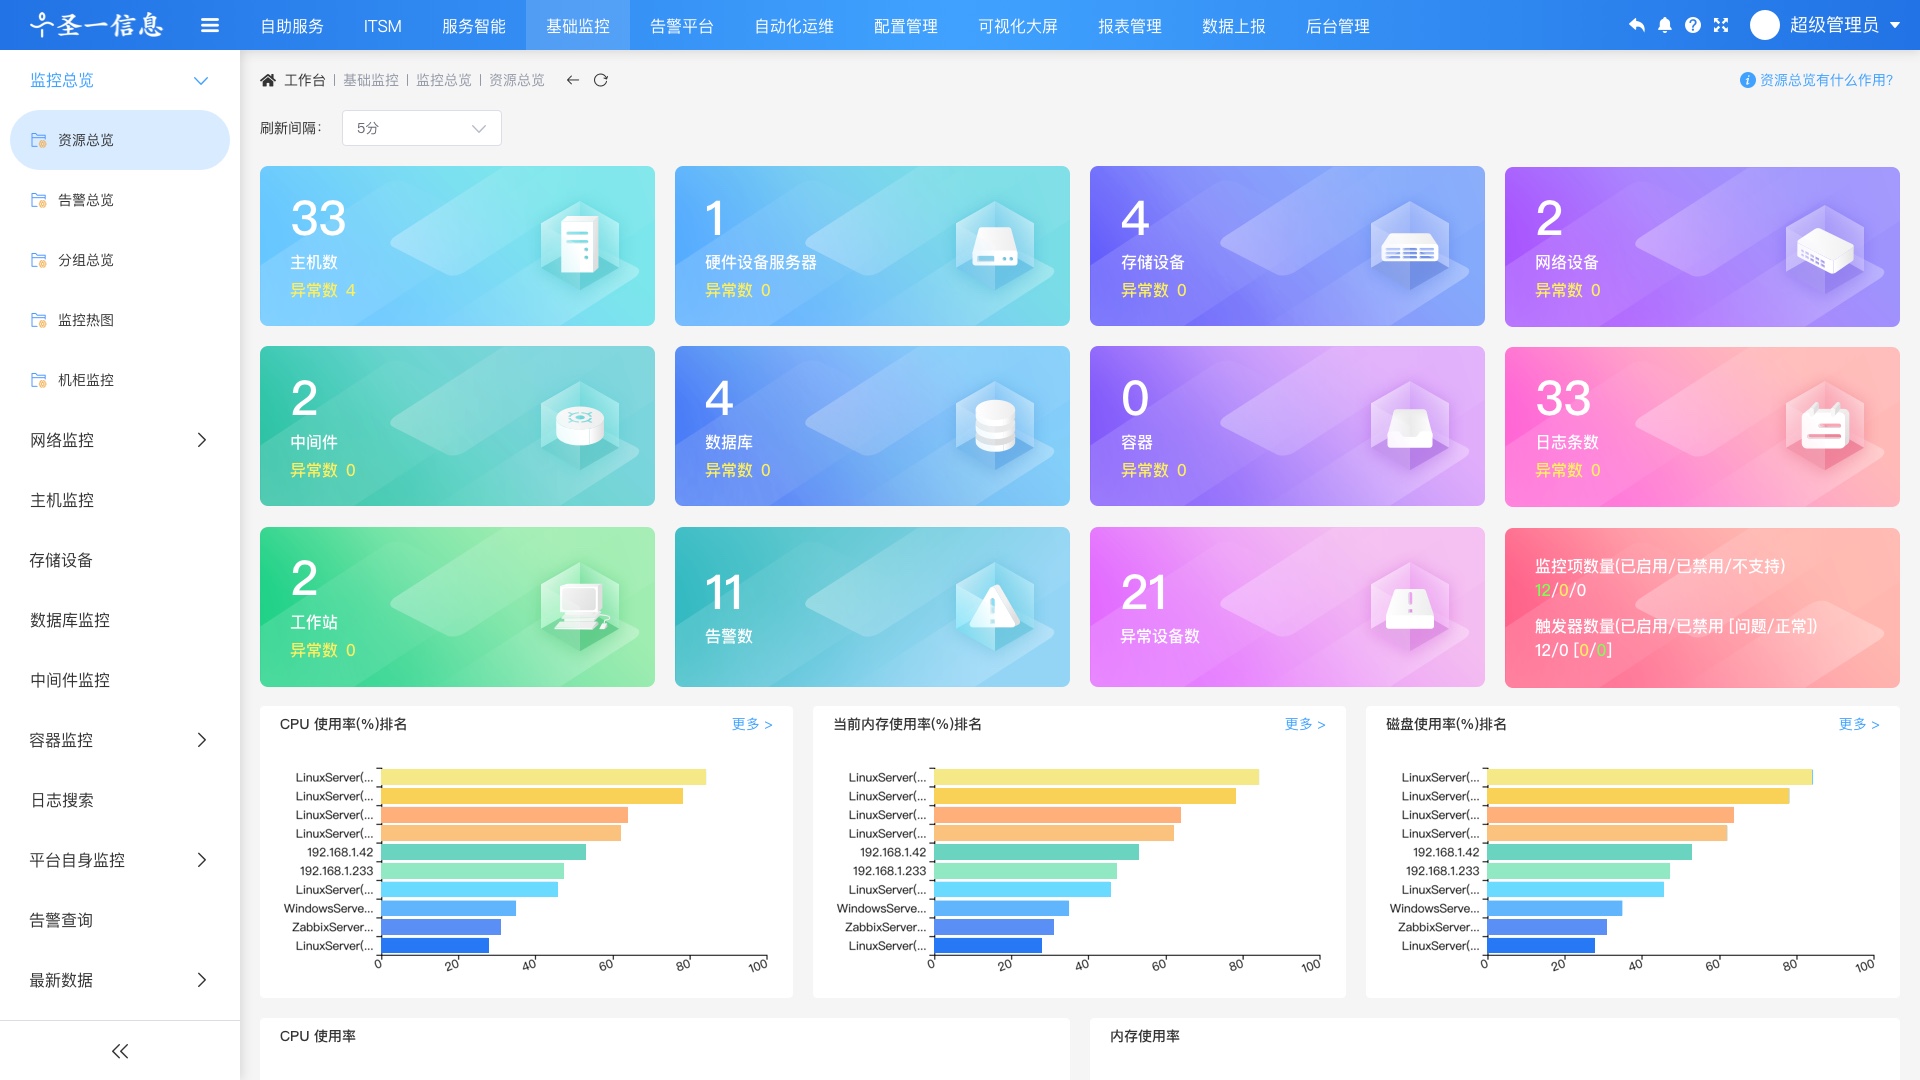 圣一信息
自助服务
ITSM
服务智能
基础监控
告警平台
自动化运维
配置管理
可视化大屏
报表管理
数据上报
后台管理
超级管理员
监控总览
资源总览
告警总览
分组总览
监控热图
机柜监控
网络监控
主机监控
存储设备
数据库监控
中间件监控
容器监控
日志搜索
平台自身监控
告警查询
最新数据
工作台 | 基础监控 | 监控总览 | 资源总览
资源总览有什么作用?
刷新间隔:
5分
33
主机数
异常数 4
1
硬件设备服务器
异常数 0
4
存储设备
异常数 0
2
网络设备
异常数 0
2
中间件
异常数 0
4
数据库
异常数 0
0
容器
异常数 0
33
日志条数
异常数 0
2
工作站
异常数 0
11
告警数
21
异常设备数
监控项数量(已启用/已禁用/不支持)
12/0/0
触发器数量(已启用/已禁用 [问题/正常])
12/0 [0/0]
CPU 使用率(%)排名
更多 >
LinuxServer(...
LinuxServer(...
LinuxServer(...
LinuxServer(...
192.168.1.42
192.168.1.233
LinuxServer(...
WindowsServe...
ZabbixServer...
LinuxServer(...
0 20 40 60 80 100
当前内存使用率(%)排名
更多 >
LinuxServer(...
LinuxServer(...
LinuxServer(...
LinuxServer(...
192.168.1.42
192.168.1.233
LinuxServer(...
WindowsServe...
ZabbixServer...
LinuxServer(...
0 20 40 60 80 100
磁盘使用率(%)排名
更多 >
LinuxServer(...
LinuxServer(...
LinuxServer(...
LinuxServer(...
192.168.1.42
192.168.1.233
LinuxServer(...
WindowsServe...
ZabbixServer...
LinuxServer(...
0 20 40 60 80 100
CPU 使用率
内存使用率